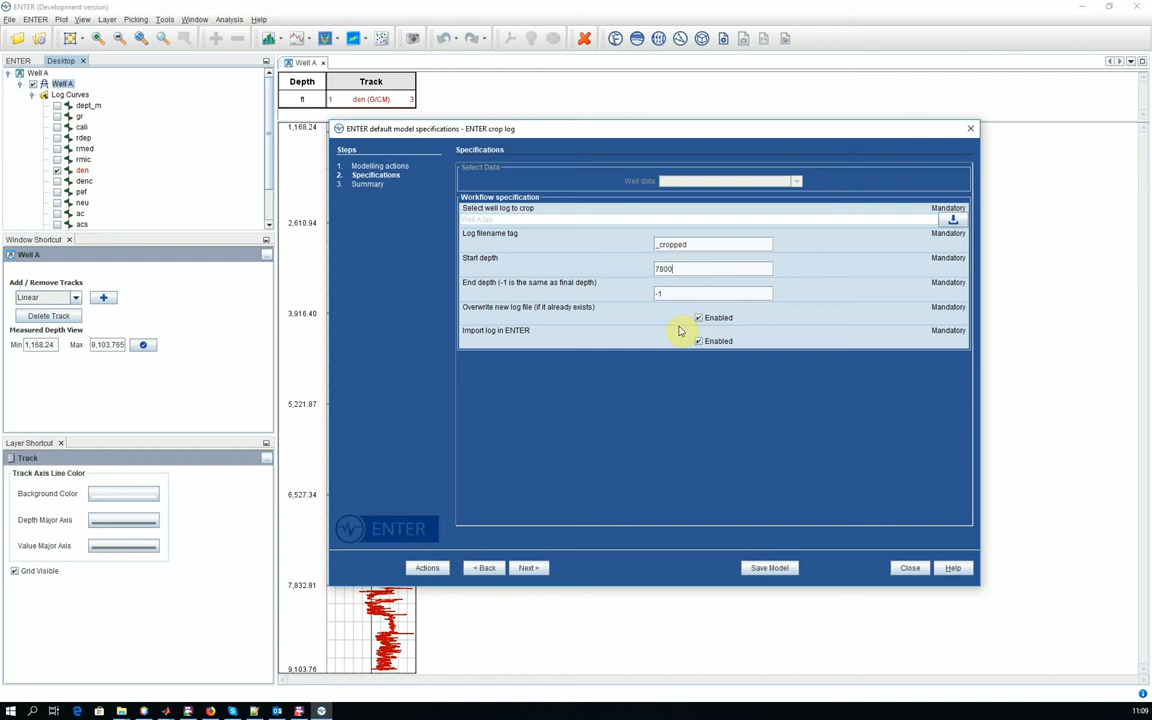 ENTER (Development version)
File ENTER Plot View Layer Picking Tools Window Analysis Help
ENTER Desktop
Well A
Well A
Log Curves
dept_m
gr
cali
rdep
rmed
rmic
den
denc
pef
neu
ac
acs
Window Shortcut
Well A
Add / Remove Tracks
Linear
Delete Track
Measured Depth View
Min 1,168.24 Max 9,103.765
Layer Shortcut
Track
Track Axis Line Color
Background Color
Depth Major Axis
Value Major Axis
Grid Visible
Well A
Depth Track
ft 1 den (G/CM) 3
1,168.24
2,610.94
3,916.40
5,221.87
6,527.34
7,832.81
9,103.76
ENTER default model specifications - ENTER crop log
Steps
1. Modelling actions
2. Specifications
3. Summary
Specifications
Select Data
Well data
Workflow specification
Select well log to crop Mandatory
Well A.las
Log filename tag Mandatory
_cropped
Start depth Mandatory
7800
End depth (-1 is the same as final depth) Mandatory
-1
Overwrite new log file (if it already exists) Mandatory
Enabled
Import log in ENTER Mandatory
Enabled
ENTER
Actions < Back Next > Save Model Close Help
11:09